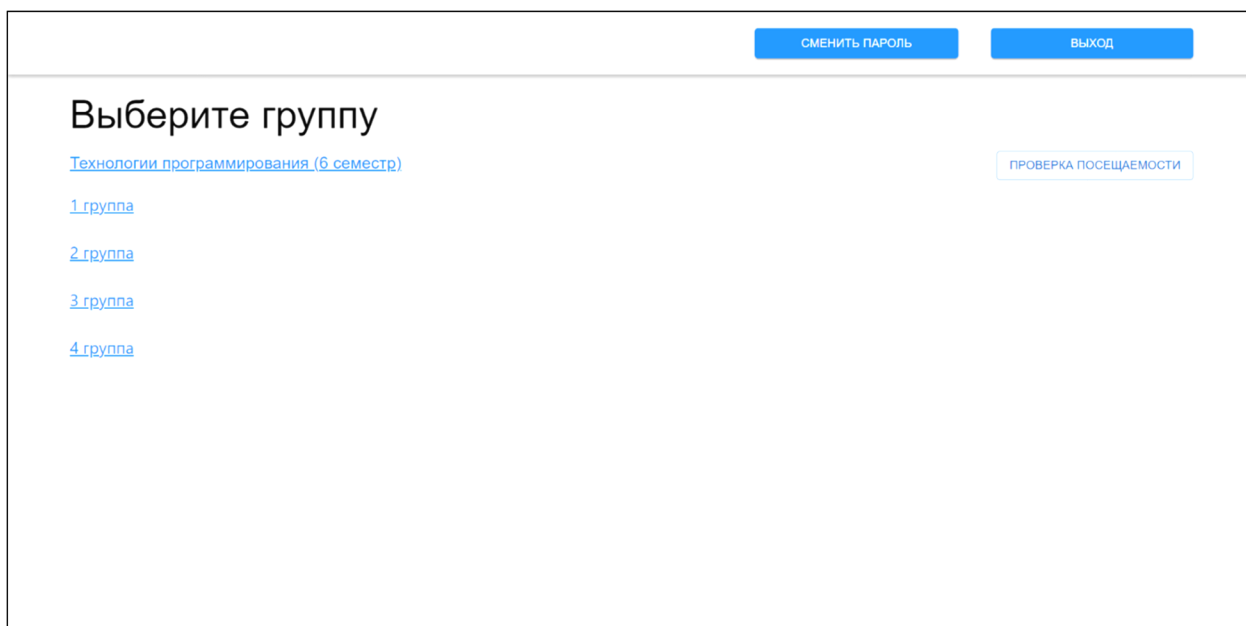 СМЕНИТЬ ПАРОЛЬ
ВЫХОД
Выберите группу
Технологии программирования (6 семестр)
ПРОВЕРКА ПОСЕЩАЕМОСТИ
1 группа
2 группа
3 группа
4 группа